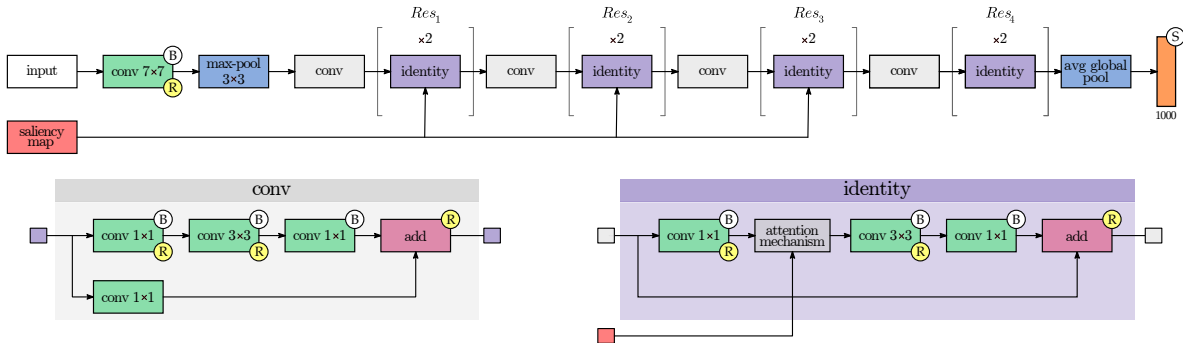 Res1 Res2 Res3 Res4
×2 ×2 ×2 ×2
input conv 7×7 B R max-pool 3×3 conv identity conv identity conv identity conv identity avg global pool S
1000
saliency map
conv
conv 1×1 B R conv 3×3 B R conv 1×1 B add R
conv 1×1
identity
conv 1×1 B R attention mechanism conv 3×3 B R conv 1×1 B add R